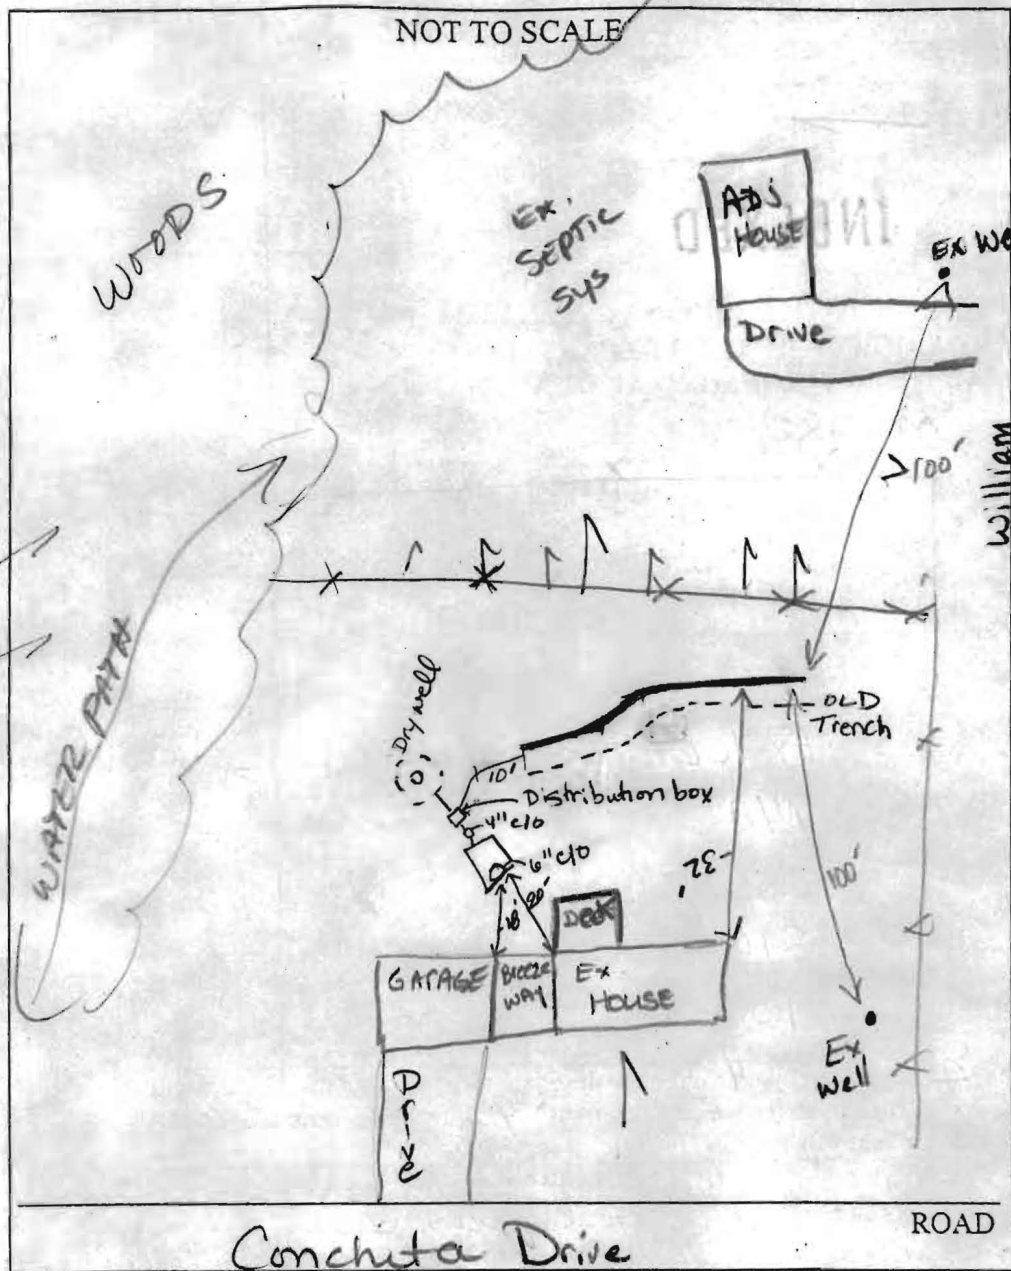 NOT TO SCALE
WOODS
EX.
SEPTIC
SYS
ADJ
HOUSE
Ex We
Drive
>100'
William
WATER PATH
Drywell
OLD
Trench
10'
Distribution box
4" c/o
6" c/o
18'
20'
32'
100'
Deck
GARAGE
BREEZE
WAY
Ex
HOUSE
Ex
Well
Drive
ROAD
Conchita Drive